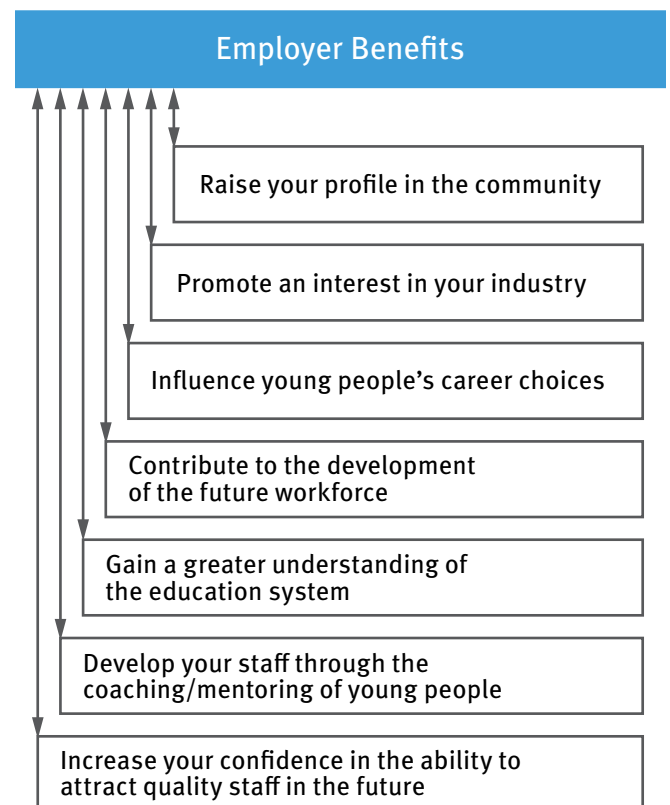 Employer Benefits
Raise your profile in the community
Promote an interest in your industry
Influence young people’s career choices
Contribute to the development
of the future workforce
Gain a greater understanding of
the education system
Develop your staff through the
coaching/mentoring of young people
Increase your confidence in the ability to
attract quality staff in the future